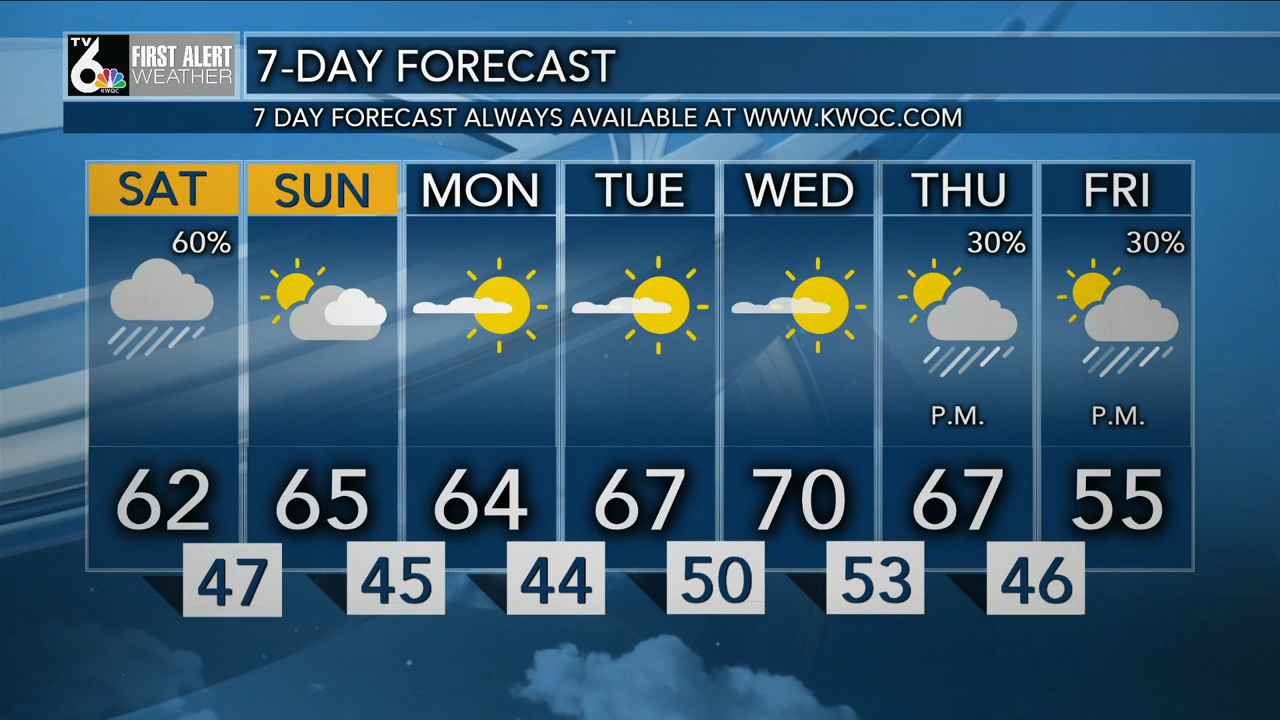 TV
6
KWQC
FIRST ALERT
WEATHER
7-DAY FORECAST
7 DAY FORECAST ALWAYS AVAILABLE AT WWW.KWQC.COM
SAT SUN MON TUE WED THU FRI
60% 30% 30%
P.M. P.M.
62 65 64 67 70 67 55
47 45 44 50 53 46